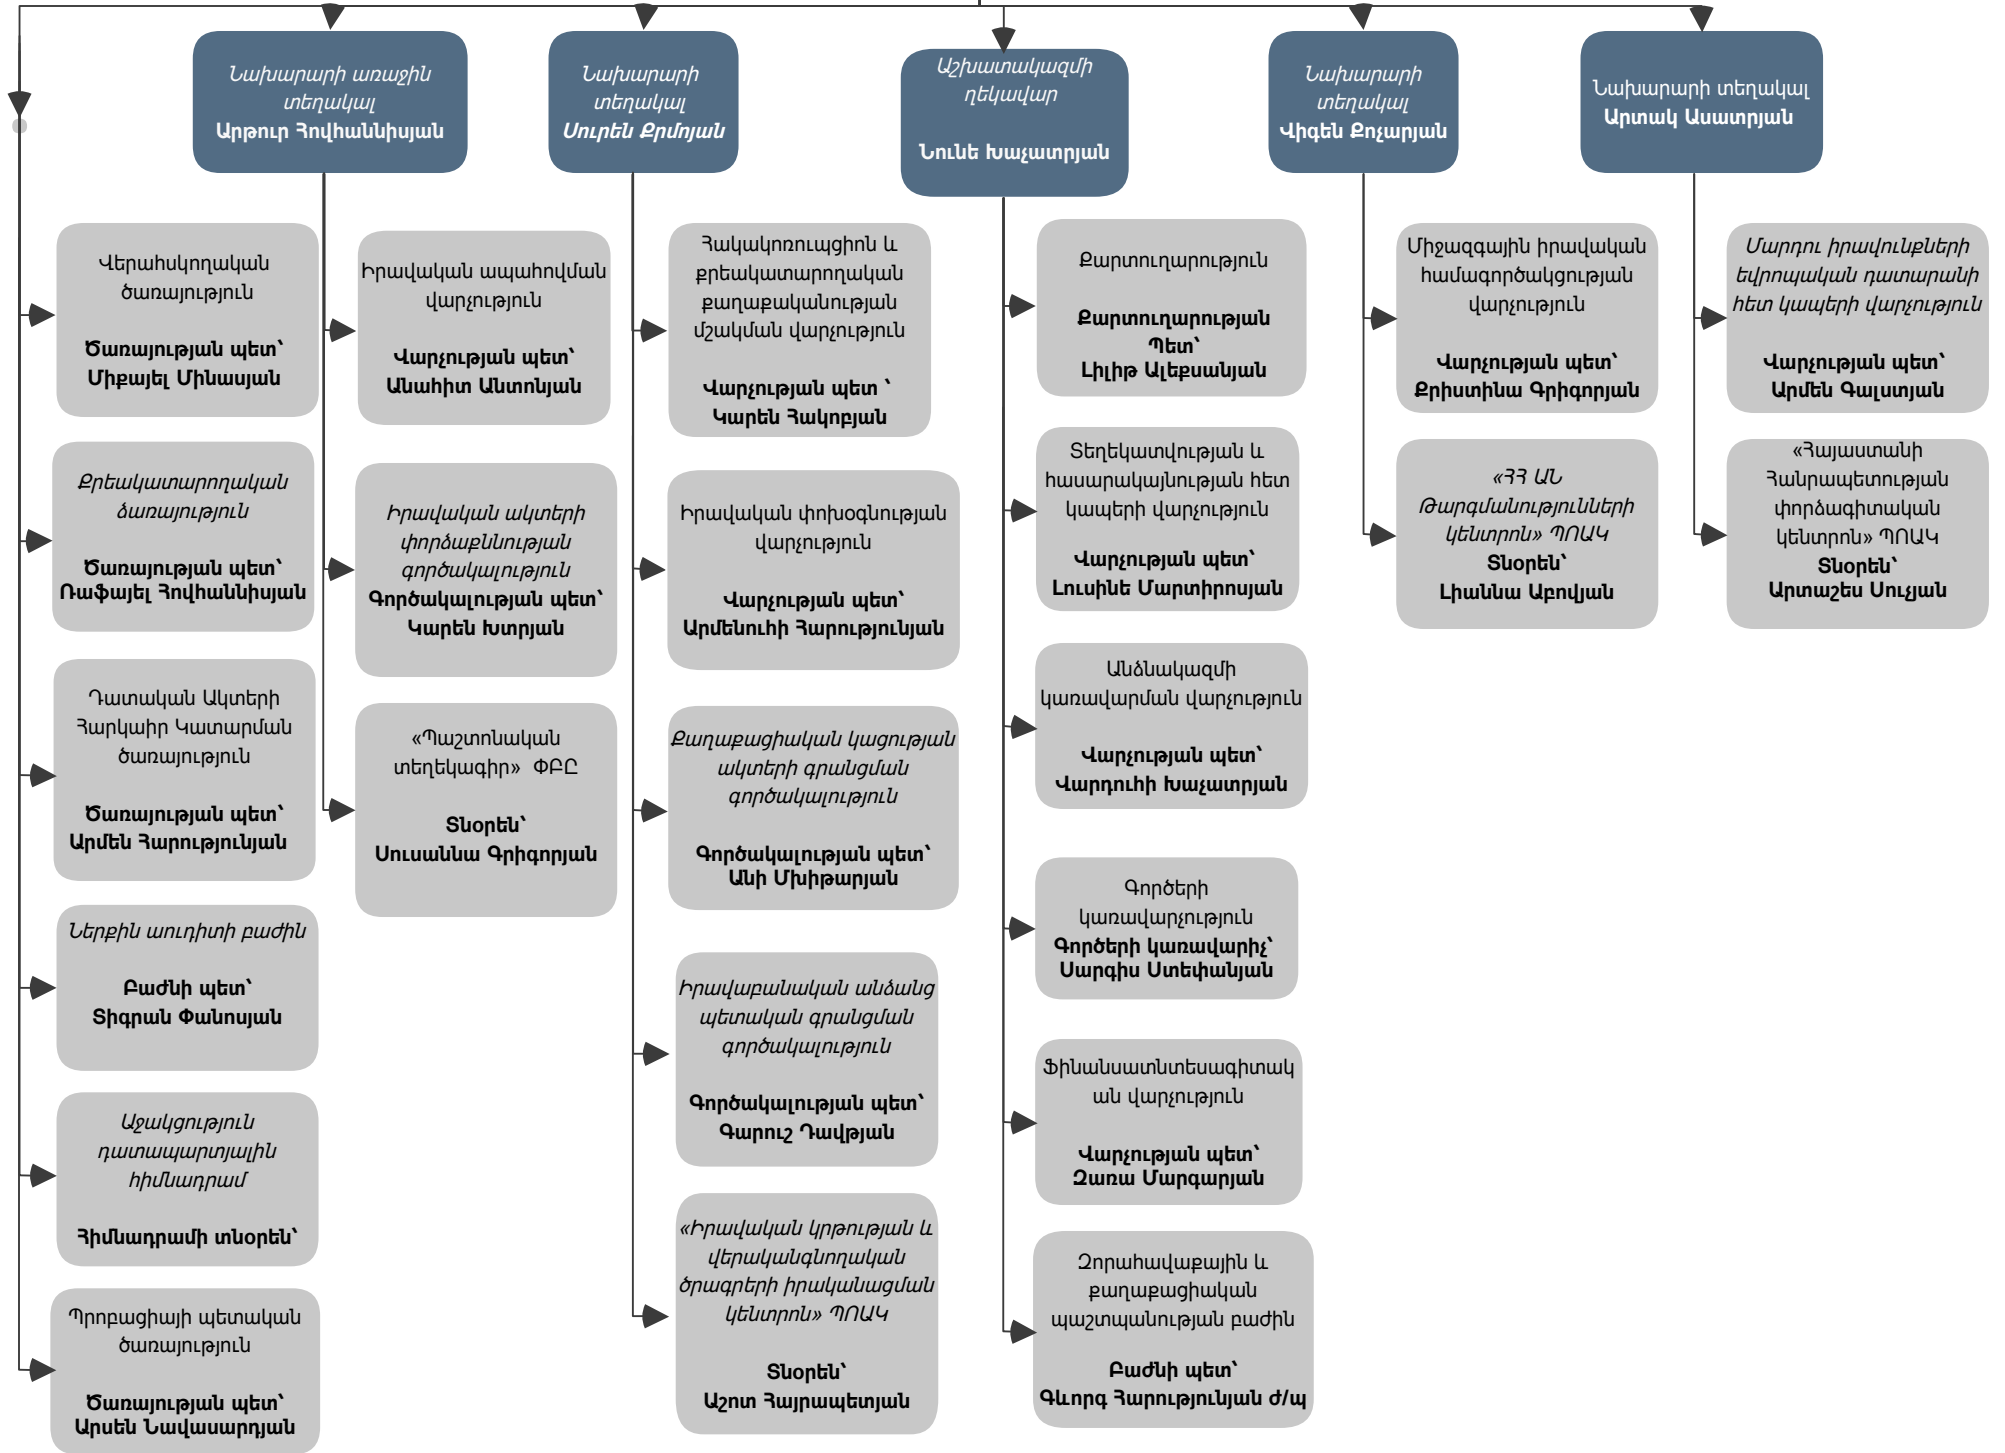 Նախարարի առաջին
տեղակալ
Արթուր Հովհաննիսյան
Նախարարի
տեղակալ
Սուրեն Քրմոյան
Աշխատակազմի
ղեկավար
Նունե Խաչատրյան
Նախարարի
տեղակալ
Վիգեն Քոչարյան
Նախարարի տեղակալ
Արտակ Ասատրյան
Վերահսկողական
ծառայություն
Ծառայության պետ՝
Միքայել Մինասյան
Քրեակատարողական
ծառայություն
Ծառայության պետ՝
Ռաֆայել Հովհաննիսյան
Դատական Ակտերի
Հարկաիր Կատարման
ծառայություն
Ծառայության պետ՝
Արմեն Հարությունյան
Ներքին աուդիտի բաժին
Բաժնի պետ՝
Տիգրան Փանոսյան
Աջակցություն
դատապարտյալին
հիմնադրամ
Հիմնադրամի տնօրեն՝
Պրոբացիայի պետական
ծառայություն
Ծառայության պետ՝
Արսեն Նավասարդյան
Իրավական ապահովման
վարչություն
Վարչության պետ՝
Անահիտ Անտոնյան
Իրավական ակտերի
փորձաքննության
գործակալություն
Գործակալության պետ՝
Կարեն Խտրյան
«Պաշտոնական
տեղեկագիր»  ՓԲԸ
Տնօրեն՝
Սուսաննա Գրիգորյան
Հակակոռուպցիոն և
քրեակատարողական
քաղաքականության
մշակման վարչություն
Վարչության պետ ՝
Կարեն Հակոբյան
Իրավական փոխօգնության
վարչություն
Վարչության պետ՝
Արմենուհի Հարությունյան
Քաղաքացիական կացության
ակտերի գրանցման
գործակալություն
Գործակալության պետ՝
Անի Մխիթարյան
Իրավաբանական անձանց
պետական գրանցման
գործակալություն
Գործակալության պետ՝
Գարուշ Դավթյան
«Իրավական կրթության և
վերականգնողական
ծրագրերի իրականացման
կենտրոն» ՊՈԱԿ
Տնօրեն՝
Աշոտ Հայրապետյան
Քարտուղարություն
Քարտուղարության
Պետ՝
Լիլիթ Ալեքսանյան
Տեղեկատվության և
հասարակայնության հետ
կապերի վարչություն
Վարչության պետ՝
Լուսինե Մարտիրոսյան
Անձնակազմի
կառավարման վարչություն
Վարչության պետ՝
Վարդուհի Խաչատրյան
Գործերի
կառավարչություն
Գործերի կառավարիչ՝
Սարգիս Ստեփանյան
Ֆինանսատնտեսագիտակ
ան վարչություն
Վարչության պետ՝
Զառա Մարգարյան
Զորահավաքային և
քաղաքացիական
պաշտպանության բաժին
Բաժնի պետ՝
Գևորգ Հարությունյան ժ/պ
Միջազգային իրավական
համագործակցության
վարչություն
Վարչության պետ՝
Քրիստինա Գրիգորյան
«ՀՀ ԱՆ
Թարգմանությունների
կենտրոն» ՊՈԱԿ
Տնօրեն՝
Լիաննա Աբովյան
Մարդու իրավունքների
եվրոպական դատարանի
հետ կապերի վարչություն
Վարչության պետ՝
Արմեն Գալստյան
«Հայաստանի
Հանրապետության
փորձագիտական
կենտրոն» ՊՈԱԿ
Տնօրեն՝
Արտաշես Սուչյան